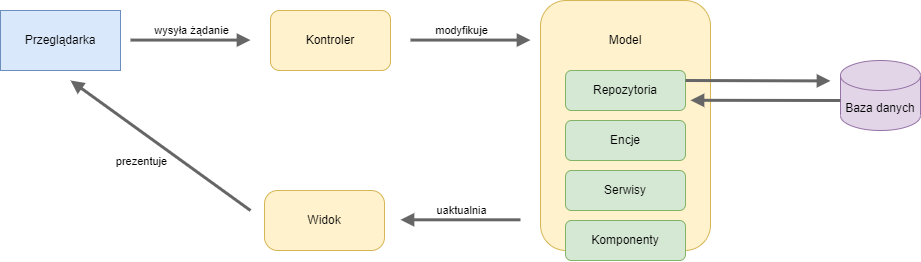 Przeglądarka
wysyła żądanie
Kontroler
modyfikuje
Model
Repozytoria
Baza danych
Encje
Serwisy
Komponenty
uaktualnia
Widok
prezentuje